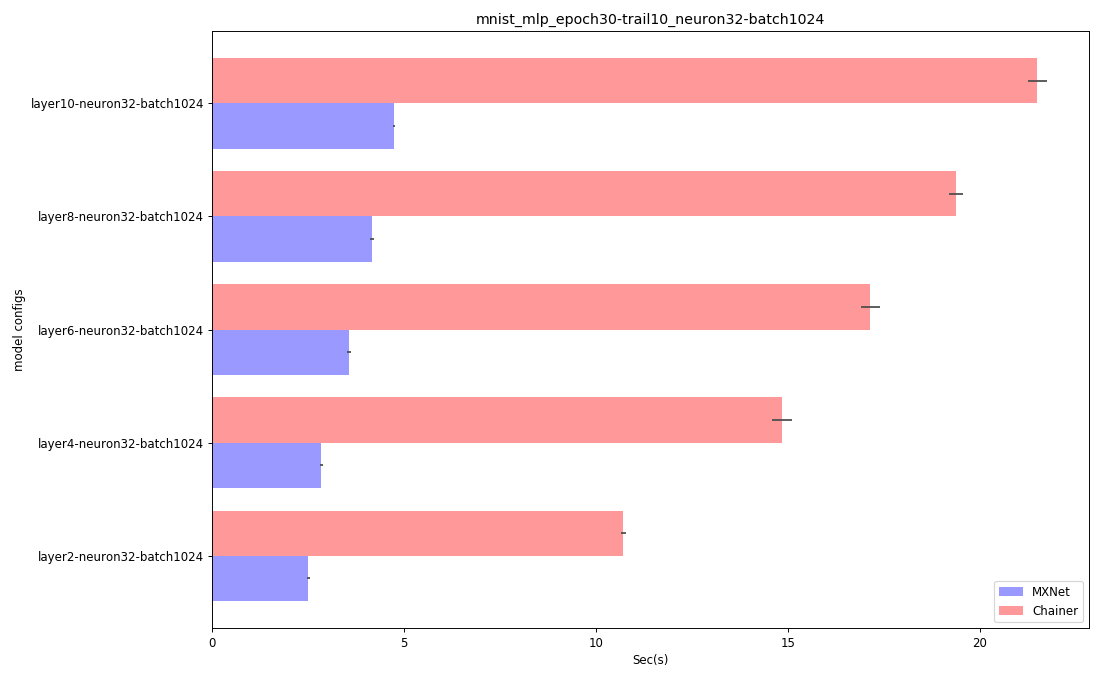 mnist_mlp_epoch30-trail10_neuron32-batch1024
model configs
layer10-neuron32-batch1024
layer8-neuron32-batch1024
layer6-neuron32-batch1024
layer4-neuron32-batch1024
layer2-neuron32-batch1024
MXNet
Chainer
0 5 10 15 20
Sec(s)